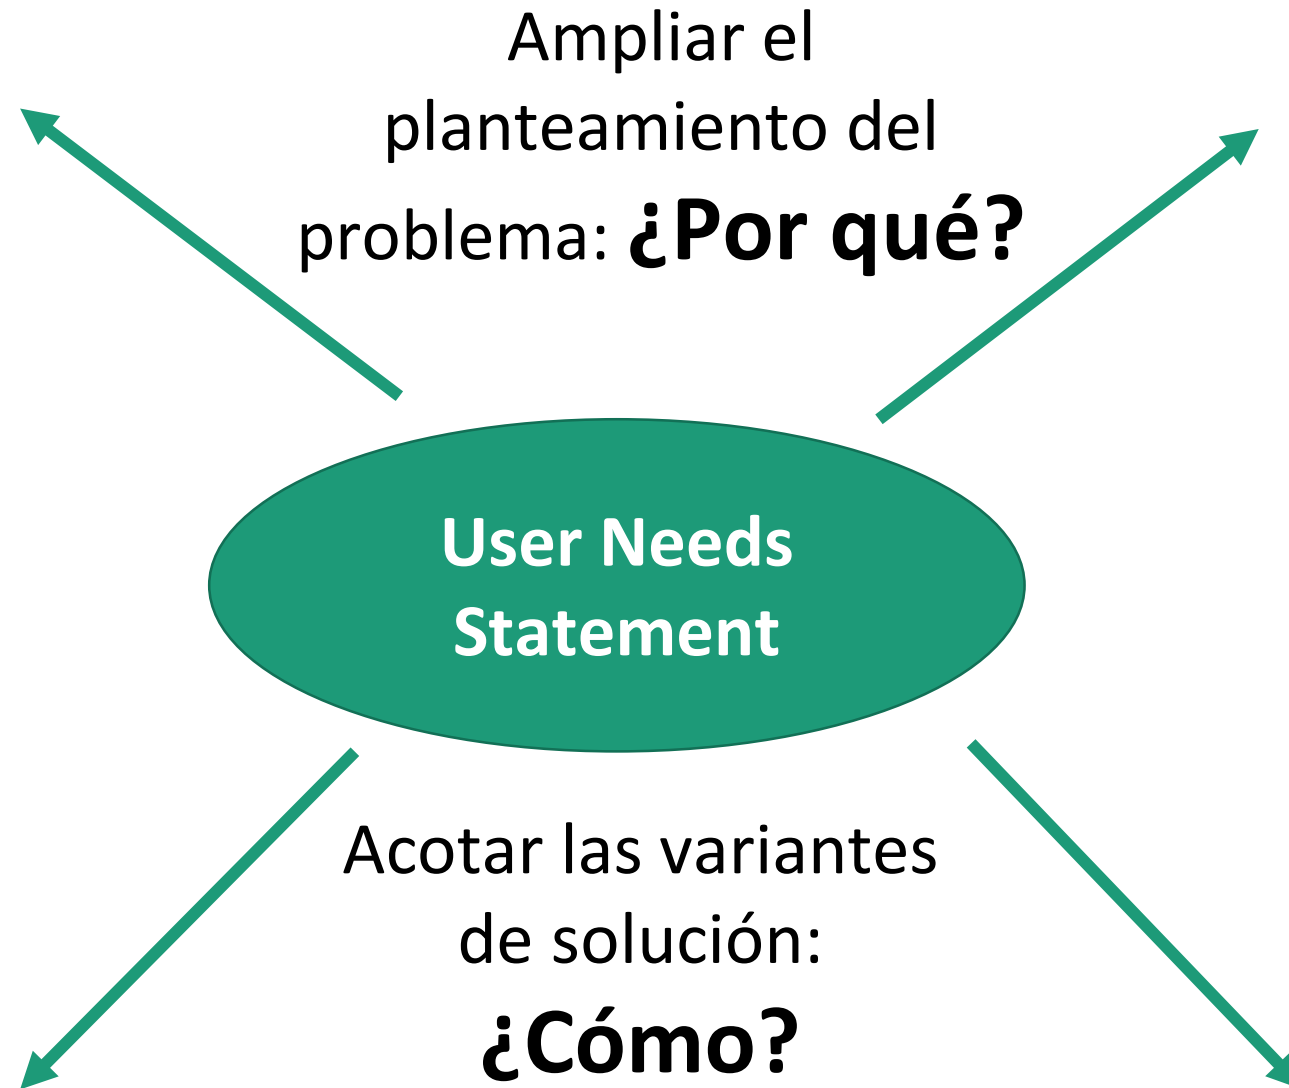 Ampliar el
planteamiento del
problema: ¿Por qué?
User Needs
Statement
Acotar las variantes
de solución:
¿Cómo?